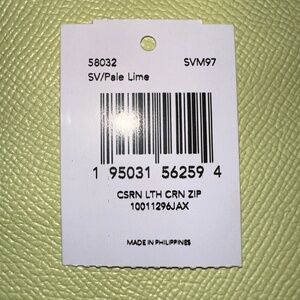 58032 SVM97
SV/Pale Lime
1 95031 56259 4
CSRN LTH CRN ZIP
10011296JAX
MADE IN PHILIPPINES